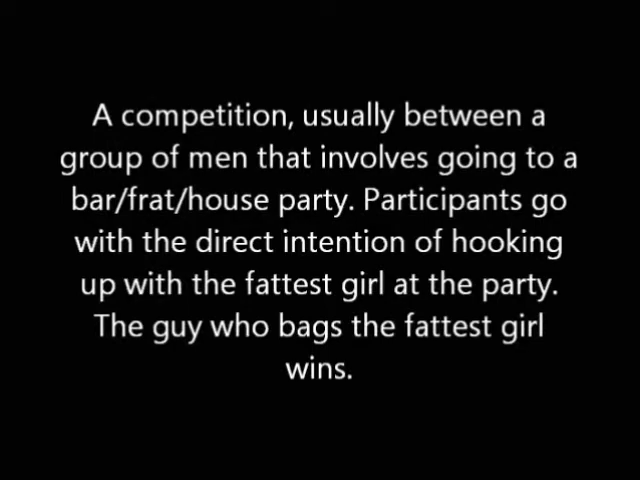 A competition, usually between a
group of men that involves going to a
bar/frat/house party. Participants go
with the direct intention of hooking
up with the fattest girl at the party.
The guy who bags the fattest girl
wins.